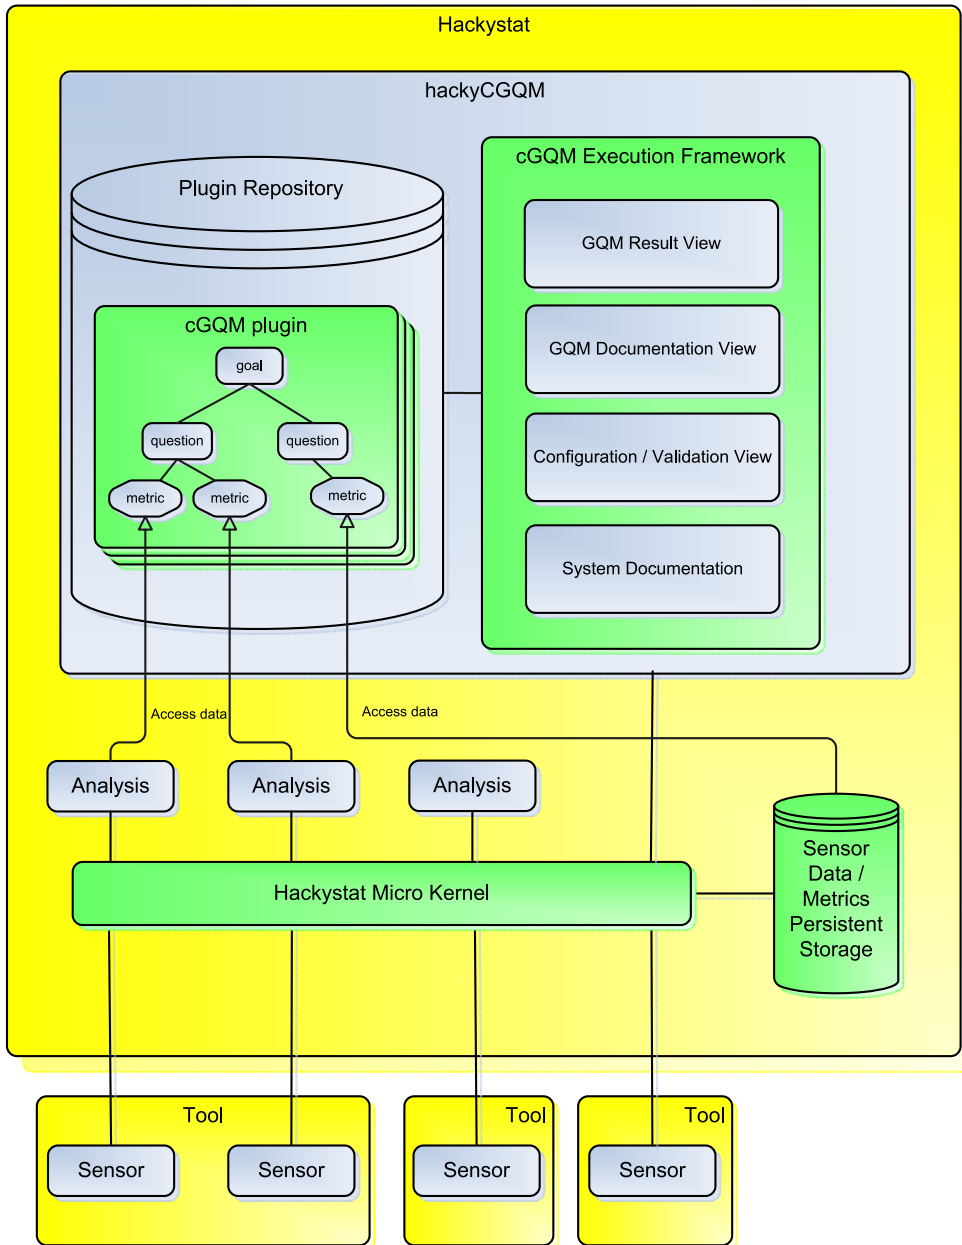 Hackystat
hackyCGQM
Plugin Repository
cGQM Execution Framework
GQM Result View
GQM Documentation View
Configuration / Validation View
System Documentation
cGQM plugin
goal
question
question
metric
metric
metric
Access data
Access data
Analysis
Analysis
Analysis
Hackystat Micro Kernel
Sensor
Data /
Metrics
Persistent
Storage
Tool
Tool
Tool
Sensor
Sensor
Sensor
Sensor